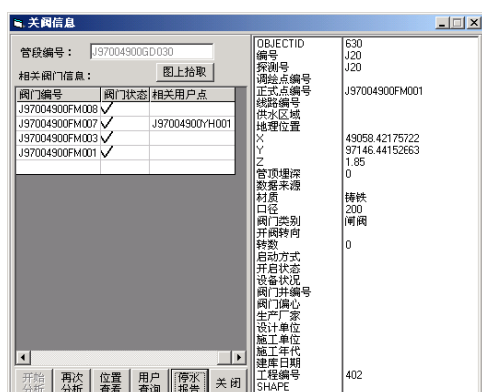 关阀信息
管段编号： J97004900GD030
相关阀门信息： 图上拾取
阀门编号 阀门状态 相关用户点
J97004900FM008
J97004900FM007 J97004900YH001
J97004900FM003
J97004900FM001
开始分析 再次分析 位置查看 用户查询 停水报告 关闭
OBJECTID 630
编号 J20
探测号 J20
调绘点编号
正式点编号 J97004900FM001
线路编号
供水区域
地理位置
X 49058.42175722
Y 97146.44152663
Z 1.85
管顶埋深 0
数据来源
材质 铸铁
口径 200
阀门类别 闸阀
开阀转向
转数 0
启动方式
开启状态
设备状况
阀门井编号
阀门偏心
生产厂家
设计单位
施工单位
施工年代
建库日期
工程编号 402
SHAPE